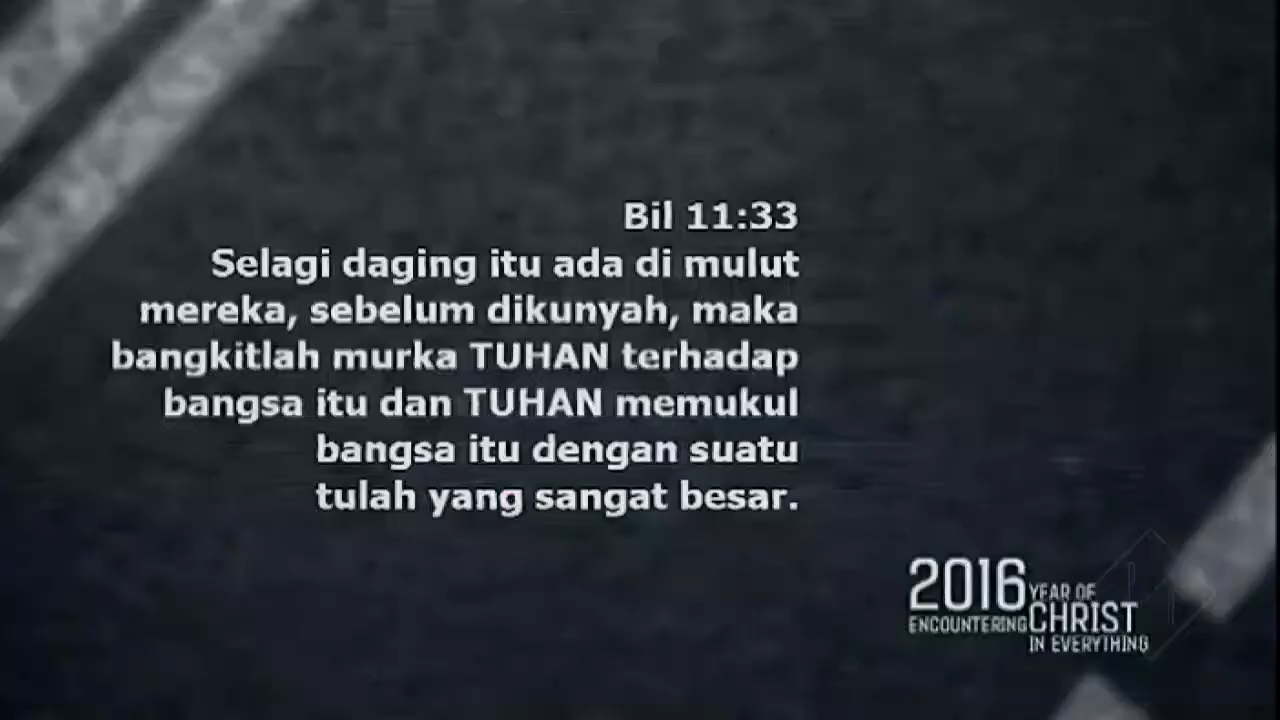 Bil 11:33
Selagi daging itu ada di mulut
mereka, sebelum dikunyah, maka
bangkitlah murka TUHAN terhadap
bangsa itu dan TUHAN memukul
bangsa itu dengan suatu
tulah yang sangat besar.
2016 YEAR OF
ENCOUNTERING CHRIST
IN EVERYTHING